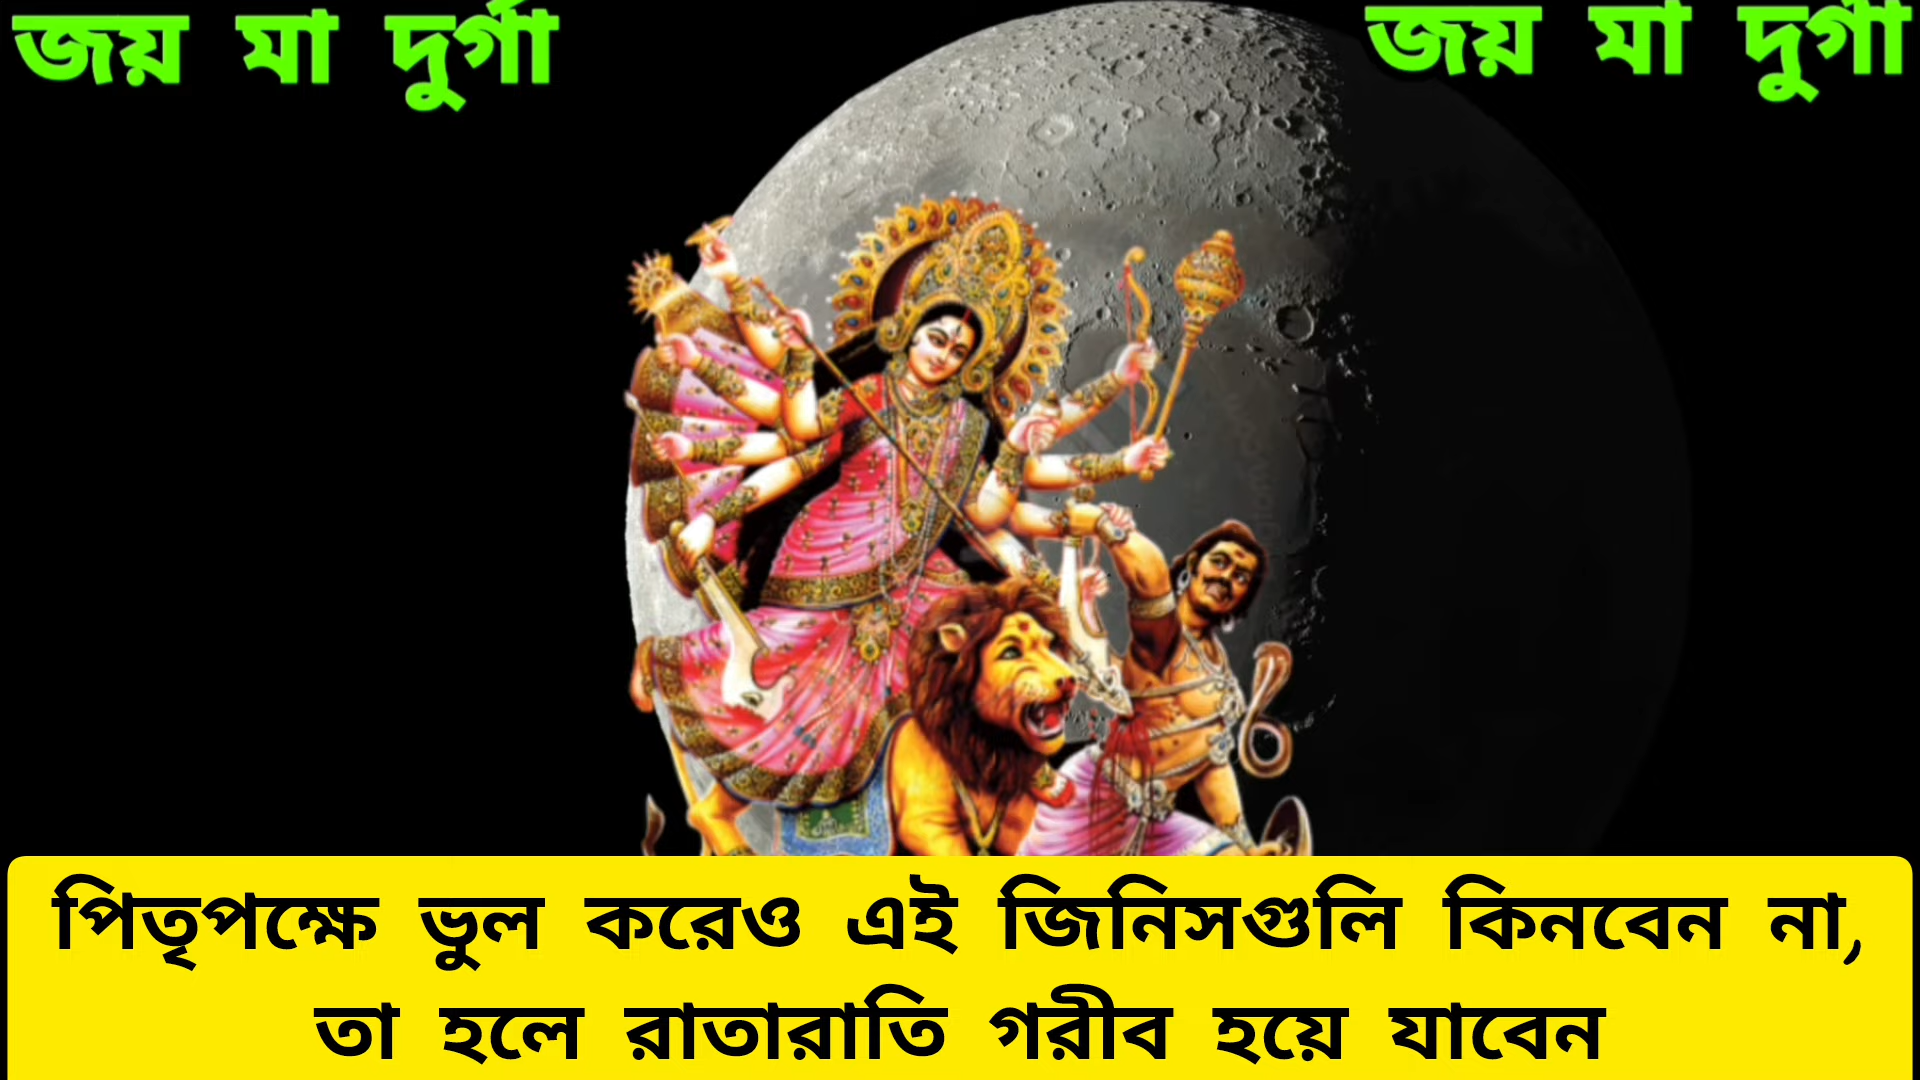 জয় মা দুর্গা
জয় মা দুর্গা
পিতৃপক্ষে ভুল করেও এই জিনিসগুলি কিনবেন না,
তা হলে রাতারাতি গরীব হয়ে যাবেন